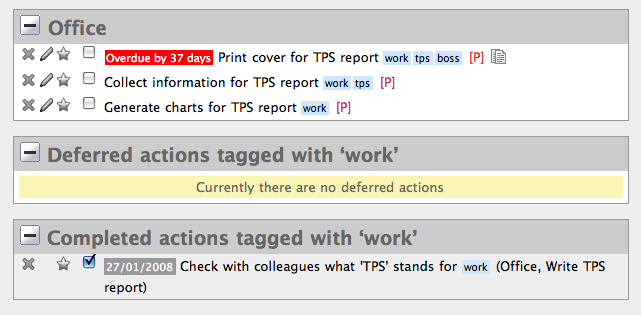 Office
Overdue by 37 days Print cover for TPS report work tps boss [P]
Collect information for TPS report work tps [P]
Generate charts for TPS report work [P]
Deferred actions tagged with ‘work’
Currently there are no deferred actions
Completed actions tagged with ‘work’
27/01/2008 Check with colleagues what 'TPS' stands for work (Office, Write TPS
report)